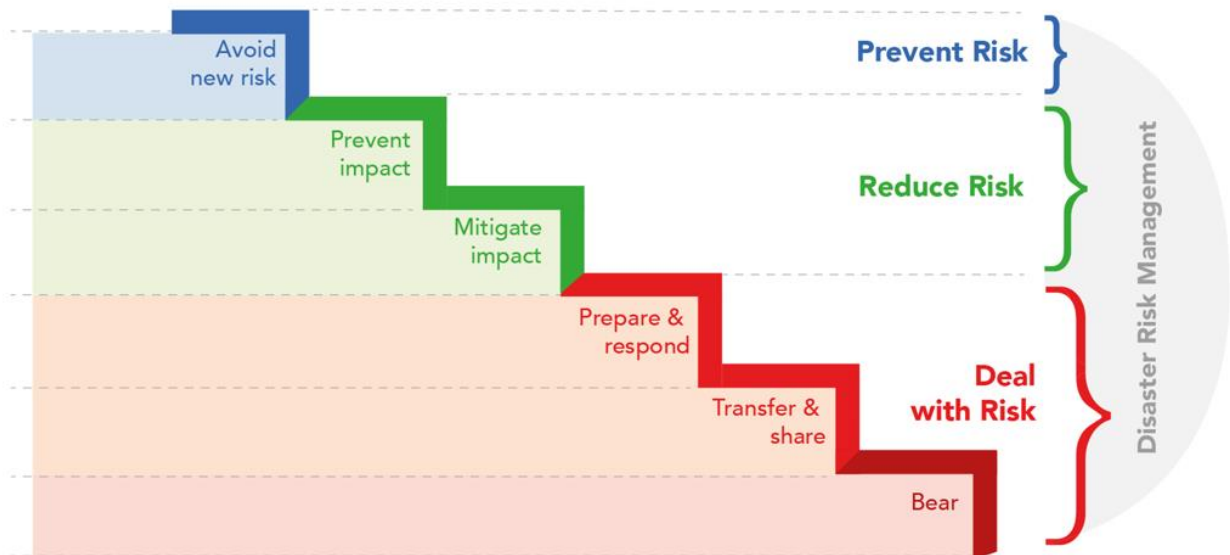 Avoid
new risk
Prevent Risk
Prevent
impact
Reduce Risk
Mitigate
impact
Prepare &
respond
Deal
with Risk
Transfer &
share
Bear
Disaster Risk Management